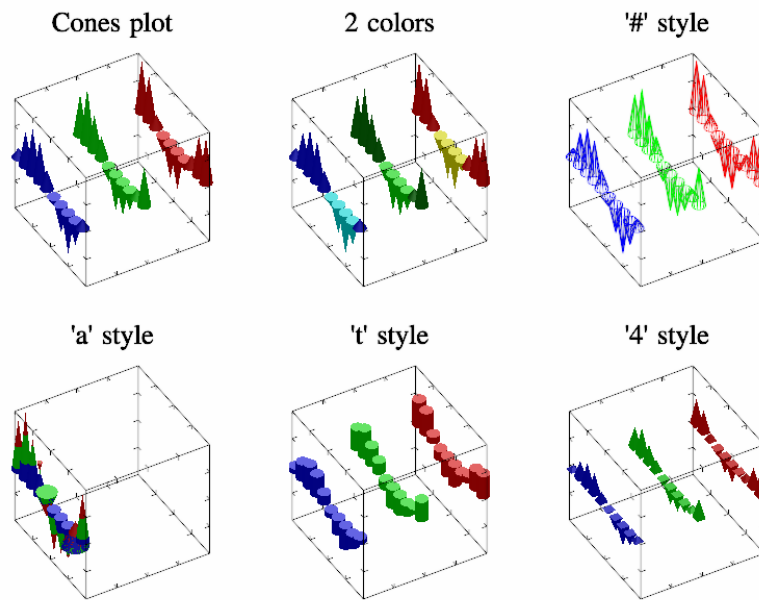 Cones plot
2 colors
'#' style
'a' style
't' style
'4' style